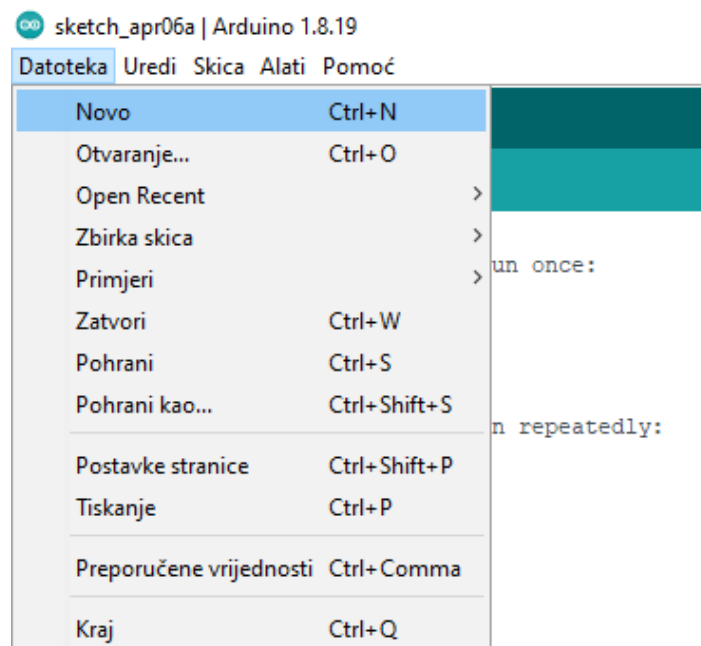 sketch_apr06a | Arduino 1.8.19
Datoteka Uredi Skica Alati Pomoć
Novo Ctrl+N
Otvaranje... Ctrl+O
Open Recent
Zbirka skica
Primjeri
un once:
Zatvori Ctrl+W
Pohrani Ctrl+S
Pohrani kao... Ctrl+Shift+S
n repeatedly:
Postavke stranice Ctrl+Shift+P
Tiskanje Ctrl+P
Preporučene vrijednosti Ctrl+Comma
Kraj Ctrl+Q